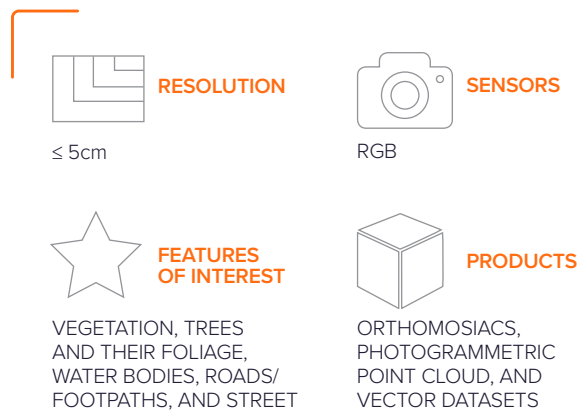 RESOLUTION
≤ 5cm
SENSORS
RGB
FEATURES
OF INTEREST
VEGETATION, TREES
AND THEIR FOLIAGE,
WATER BODIES, ROADS/
FOOTPATHS, AND STREET
PRODUCTS
ORTHOMOSIACS,
PHOTOGRAMMETRIC
POINT CLOUD, AND
VECTOR DATASETS